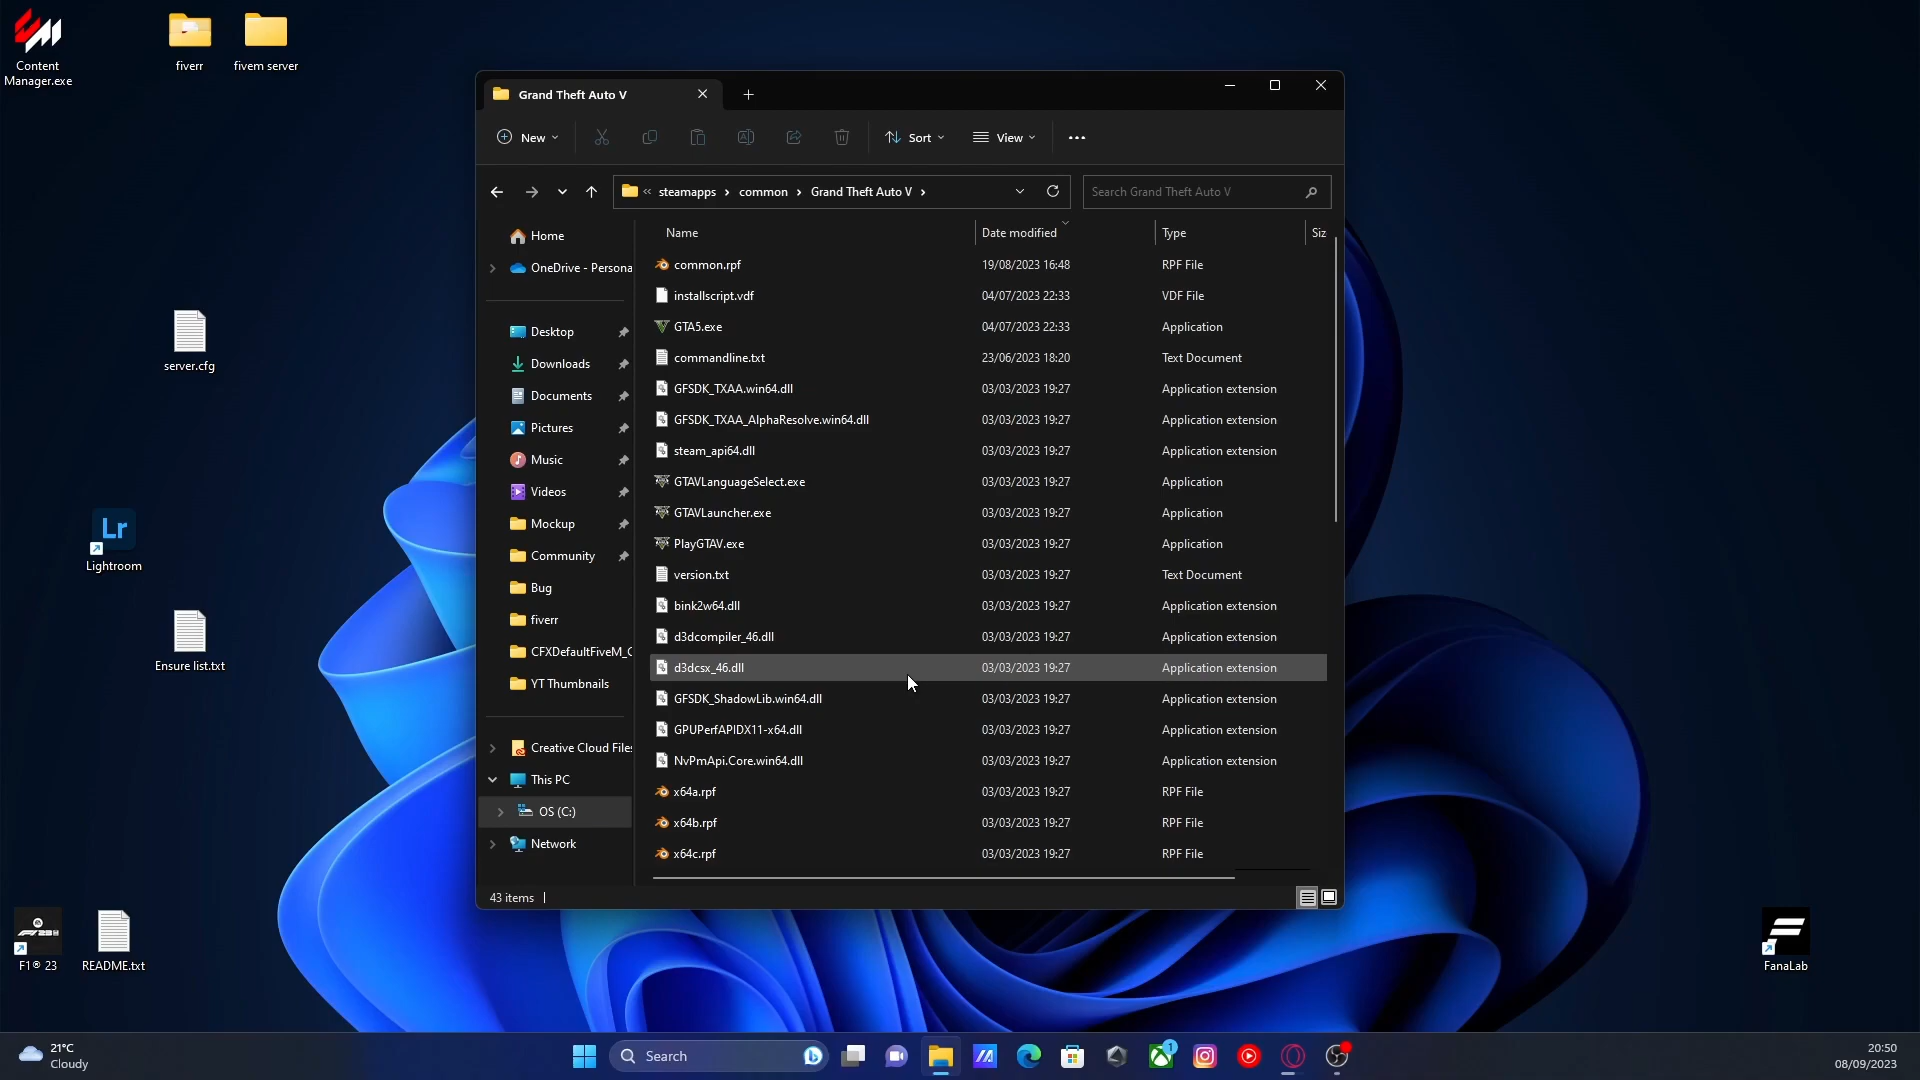 Content
Manager.exe
fiverr
fivem server
server.cfg
Lr
Lightroom
Ensure list.txt
F1® 23
README.txt
FanaLab
Grand Theft Auto V
New
Sort
View
« steamapps > common > Grand Theft Auto V >
Search Grand Theft Auto V
Home
OneDrive - Persona
Desktop
Downloads
Documents
Pictures
Music
Videos
Mockup
Community
Bug
fiverr
CFXDefaultFiveM_C
YT Thumbnails
Creative Cloud Files
This PC
OS (C:)
Network
Name Date modified Type Siz
common.rpf 19/08/2023 16:48 RPF File
installscript.vdf 04/07/2023 22:33 VDF File
GTA5.exe 04/07/2023 22:33 Application
commandline.txt 23/06/2023 18:20 Text Document
GFSDK_TXAA.win64.dll 03/03/2023 19:27 Application extension
GFSDK_TXAA_AlphaResolve.win64.dll 03/03/2023 19:27 Application extension
steam_api64.dll 03/03/2023 19:27 Application extension
GTAVLanguageSelect.exe 03/03/2023 19:27 Application
GTAVLauncher.exe 03/03/2023 19:27 Application
PlayGTAV.exe 03/03/2023 19:27 Application
version.txt 03/03/2023 19:27 Text Document
bink2w64.dll 03/03/2023 19:27 Application extension
d3dcompiler_46.dll 03/03/2023 19:27 Application extension
d3dcsx_46.dll 03/03/2023 19:27 Application extension
GFSDK_ShadowLib.win64.dll 03/03/2023 19:27 Application extension
GPUPerfAPIDX11-x64.dll 03/03/2023 19:27 Application extension
NvPmApi.Core.win64.dll 03/03/2023 19:27 Application extension
x64a.rpf 03/03/2023 19:27 RPF File
x64b.rpf 03/03/2023 19:27 RPF File
x64c.rpf 03/03/2023 19:27 RPF File
43 items
21°C
Cloudy
Search
1
20:50
08/09/2023